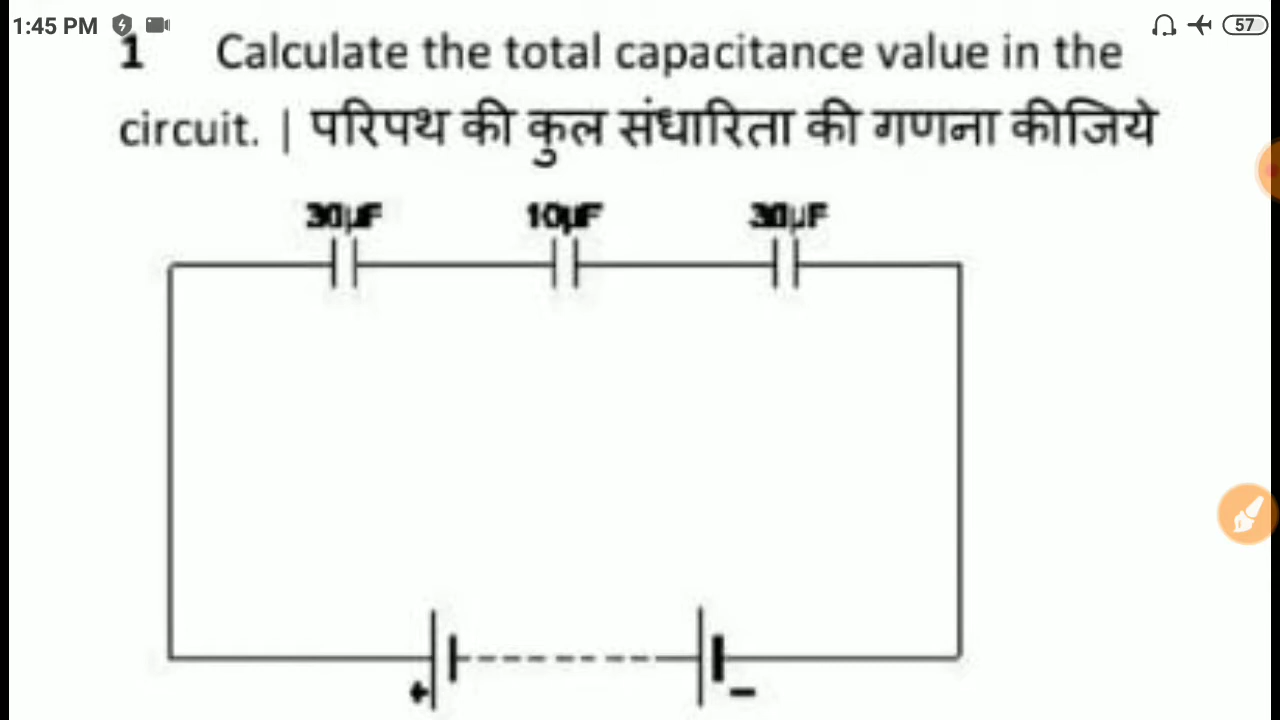 1:45 PM 57
1 Calculate the total capacitance value in the
circuit. | परिपथ की कुल संधारिता की गणना कीजिये
30µF 10µF 30µF
+ −